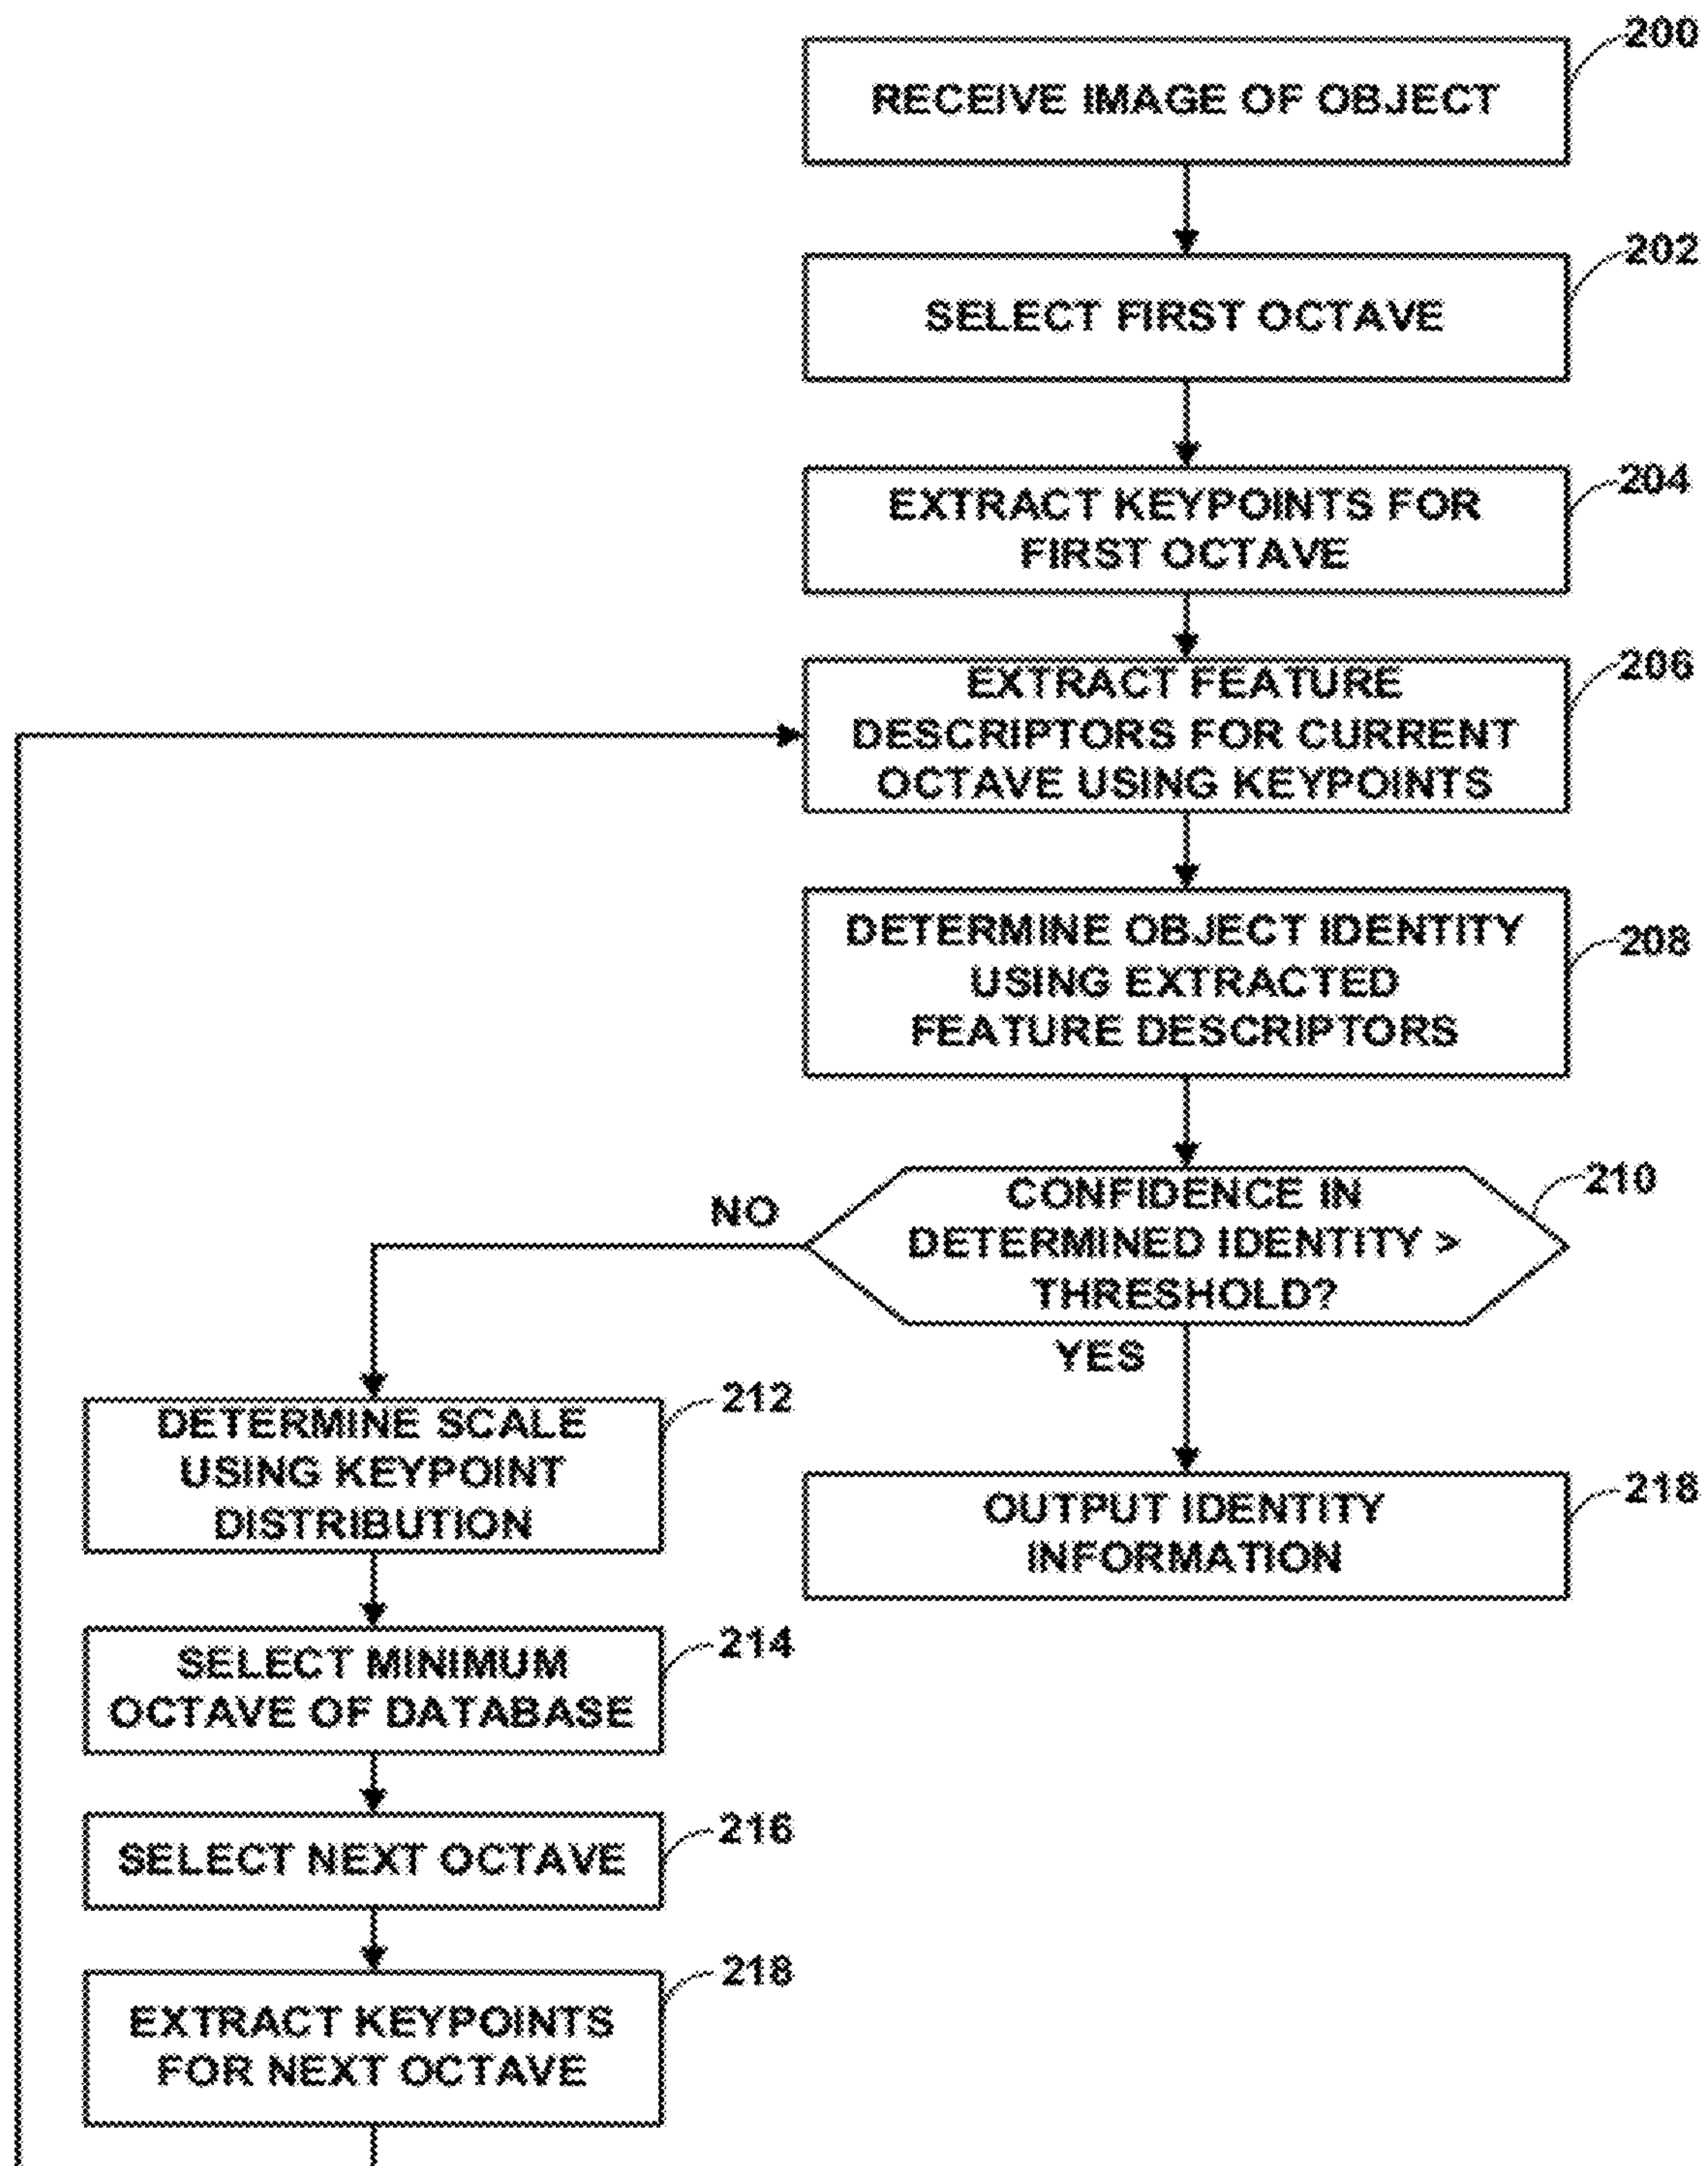 200
RECEIVE IMAGE OF OBJECT
202
SELECT FIRST OCTAVE
204
EXTRACT KEYPOINTS FOR
FIRST OCTAVE
206
EXTRACT FEATURE
DESCRIPTORS FOR CURRENT
OCTAVE USING KEYPOINTS
208
DETERMINE OBJECT IDENTITY
USING EXTRACTED
FEATURE DESCRIPTORS
210
CONFIDENCE IN
DETERMINED IDENTITY >
THRESHOLD?
NO
YES
212
DETERMINE SCALE
USING KEYPOINT
DISTRIBUTION
218
OUTPUT IDENTITY
INFORMATION
214
SELECT MINIMUM
OCTAVE OF DATABASE
216
SELECT NEXT OCTAVE
218
EXTRACT KEYPOINTS
FOR NEXT OCTAVE